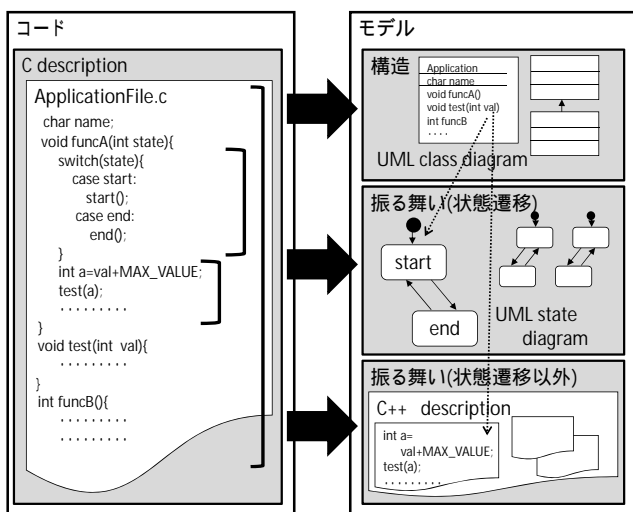 コード
C description
ApplicationFile.c
char name;
void funcA(int state){
switch(state){
case start:
start();
case end:
end();
}
int a=val+MAX_VALUE;
test(a);
.........
}
void test(int val){
.........
}
int funcB(){
.........
.........
モデル
構造
Application
char name
void funcA()
void test(int val)
int funcB
....
UML class diagram
振る舞い(状態遷移)
start
end
UML state
diagram
振る舞い(状態遷移以外)
C++ description
int a=
val+MAX_VALUE;
test(a);
.........